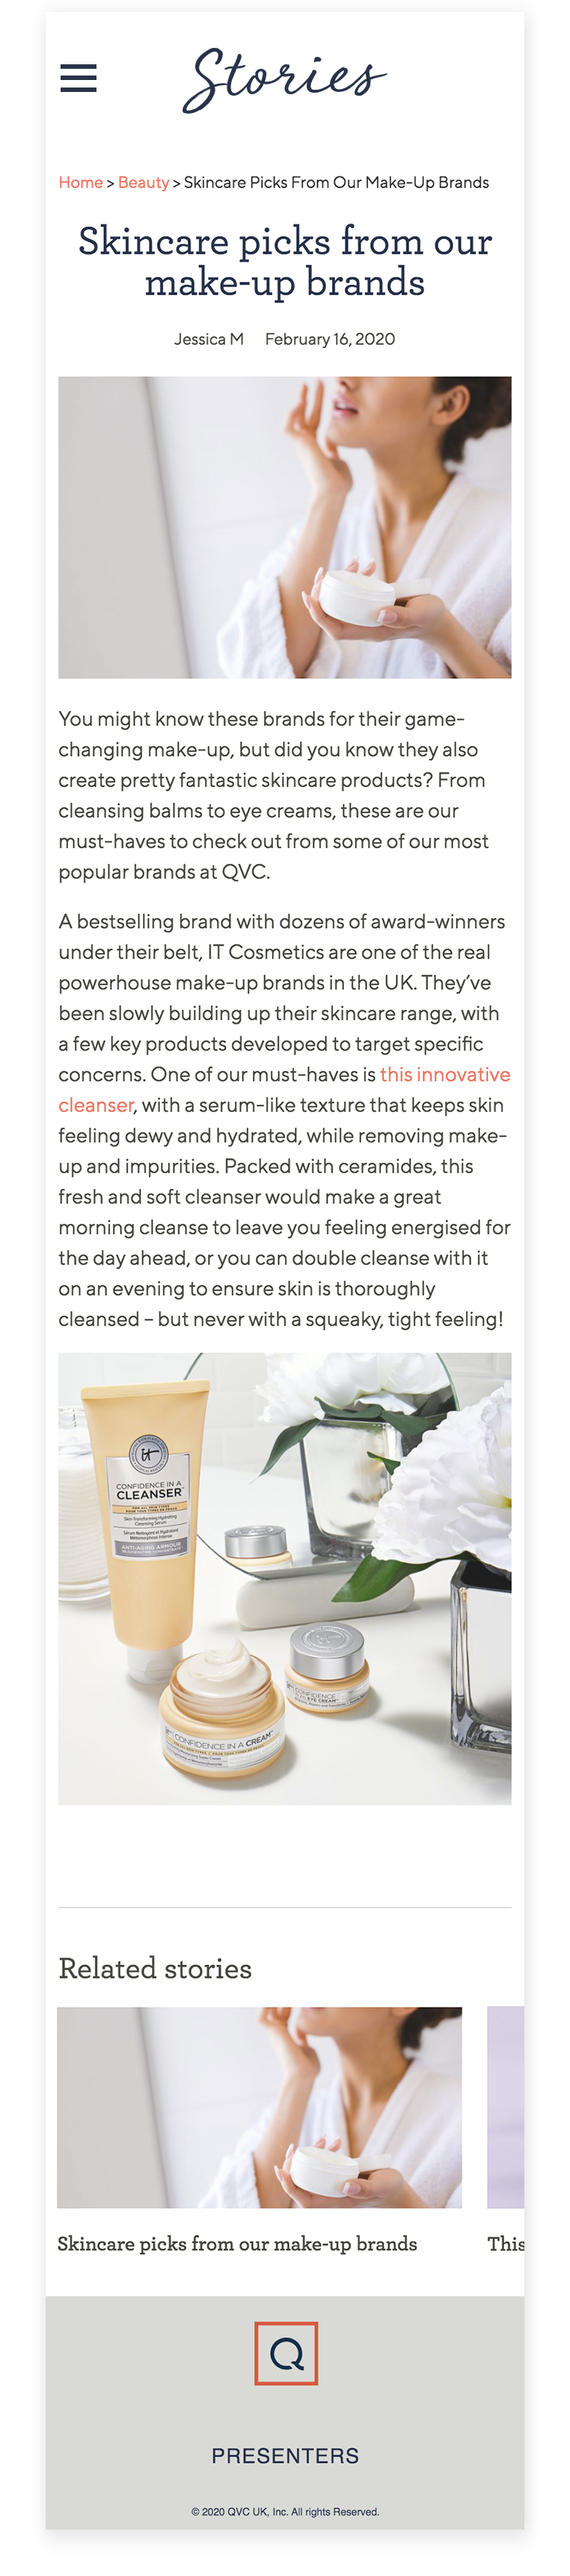 Stories
Home > Beauty > Skincare Picks From Our Make-Up Brands
Skincare picks from our
make-up brands
Jessica M February 16, 2020
You might know these brands for their game-
changing make-up, but did you know they also
create pretty fantastic skincare products? From
cleansing balms to eye creams, these are our
must-haves to check out from some of our most
popular brands at QVC.
A bestselling brand with dozens of award-winners
under their belt, IT Cosmetics are one of the real
powerhouse make-up brands in the UK. They’ve
been slowly building up their skincare range, with
a few key products developed to target specific
concerns. One of our must-haves is this innovative
cleanser, with a serum-like texture that keeps skin
feeling dewy and hydrated, while removing make-
up and impurities. Packed with ceramides, this
fresh and soft cleanser would make a great
morning cleanse to leave you feeling energised for
the day ahead, or you can double cleanse with it
on an evening to ensure skin is thoroughly
cleansed – but never with a squeaky, tight feeling!
it
CONFIDENCE IN A
CLEANSER
Skin-Transforming Hydrating
Cleansing Serum
ANTI-AGING ARMOUR
CONFIDENCE
EYE CREAM
CONFIDENCE IN A CREAM
Related stories
Skincare picks from our make-up brands
This
Q
PRESENTERS
© 2020 QVC UK, Inc. All rights Reserved.